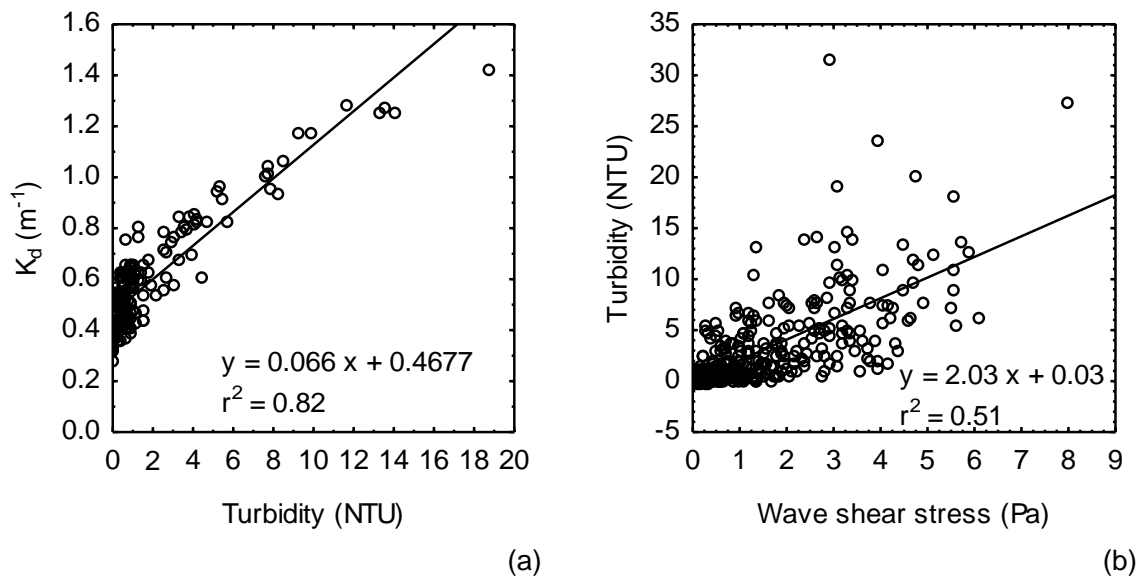 1.6
1.4
1.2
1.0
0.8
0.6
0.4
0.2
0.0
K_d (m⁻¹)
y = 0.066 x + 0.4677
r² = 0.82
0 2 4 6 8 10 12 14 16 18 20
Turbidity (NTU)
(a)
35
30
25
20
15
10
5
0
-5
Turbidity (NTU)
y = 2.03 x + 0.03
r² = 0.51
0 1 2 3 4 5 6 7 8 9
Wave shear stress (Pa)
(b)